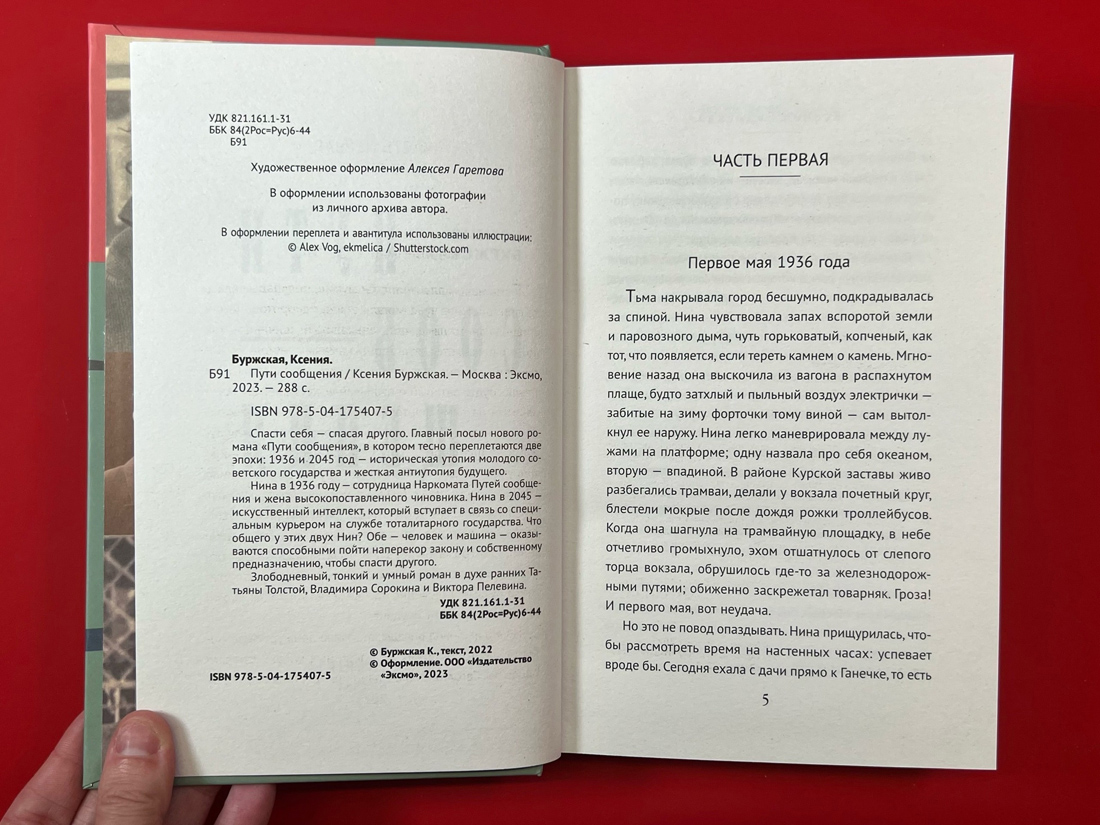 УДК 821.161.1-31
ББК 84(2Рос=Рус)6-44
Б91
Художественное оформление Алексея Гаретова
В оформлении использованы фотографии
из личного архива автора.
В оформлении переплета и авантитула использованы иллюстрации:
© Alex Vog, ekmelica / Shutterstock.com
Буржская, Ксения.
Б91 Пути сообщения / Ксения Буржская. — Москва : Эксмо,
2023. — 288 с.
ISBN 978-5-04-175407-5
Спасти себя — спасая другого. Главный посыл нового ро-
мана «Пути сообщения», в котором тесно переплетаются две
эпохи: 1936 и 2045 год — историческая утопия молодого со-
ветского государства и жесткая антиутопия будущего.
Нина в 1936 году — сотрудница Наркомата Путей сообще-
ния и жена высокопоставленного чиновника. Нина в 2045 —
искусственный интеллект, который вступает в связь со специ-
альным курьером на службе тоталитарного государства. Что
общего у этих двух Нин? Обе — человек и машина — оказы-
ваются способными пойти наперекор закону и собственному
предназначению, чтобы спасти другого.
Злободневный, тонкий и умный роман в духе ранних Та-
тьяны Толстой, Владимира Сорокина и Виктора Пелевина.
УДК 821.161.1-31
ББК 84(2Рос=Рус)6-44
© Буржская К., текст, 2022
© Оформление. ООО «Издательство
«Эксмо», 2023
ISBN 978-5-04-175407-5
ЧАСТЬ ПЕРВАЯ
Первое мая 1936 года
Тьма накрывала город бесшумно, подкрадывалась
за спиной. Нина чувствовала запах вспоротой земли
и паровозного дыма, чуть горьковатый, копченый, как
тот, что появляется, если тереть камнем о камень. Мгно-
вение назад она выскочила из вагона в распахнутом
плаще, будто затхлый и пыльный воздух электрички —
забитые на зиму форточки тому виной — сам вытол-
кнул ее наружу. Нина легко маневрировала между лу-
жами на платформе; одну назвала про себя океаном,
вторую — впадиной. В районе Курской заставы живо
разбегались трамваи, делали у вокзала почетный круг,
блестели мокрые после дождя рожки троллейбусов.
Когда она шагнула на трамвайную площадку, в небе
отчетливо громыхнуло, эхом отшатнулось от слепого
торца вокзала, обрушилось где-то за железнодорож-
ными путями; обиженно заскрежетал товарняк. Гроза!
И первого мая, вот неудача.
Но это не повод опаздывать. Нина прищурилась, что-
бы рассмотреть время на настенных часах: успевает
вроде бы. Сегодня ехала с дачи прямо к Ганечке, то есть
5